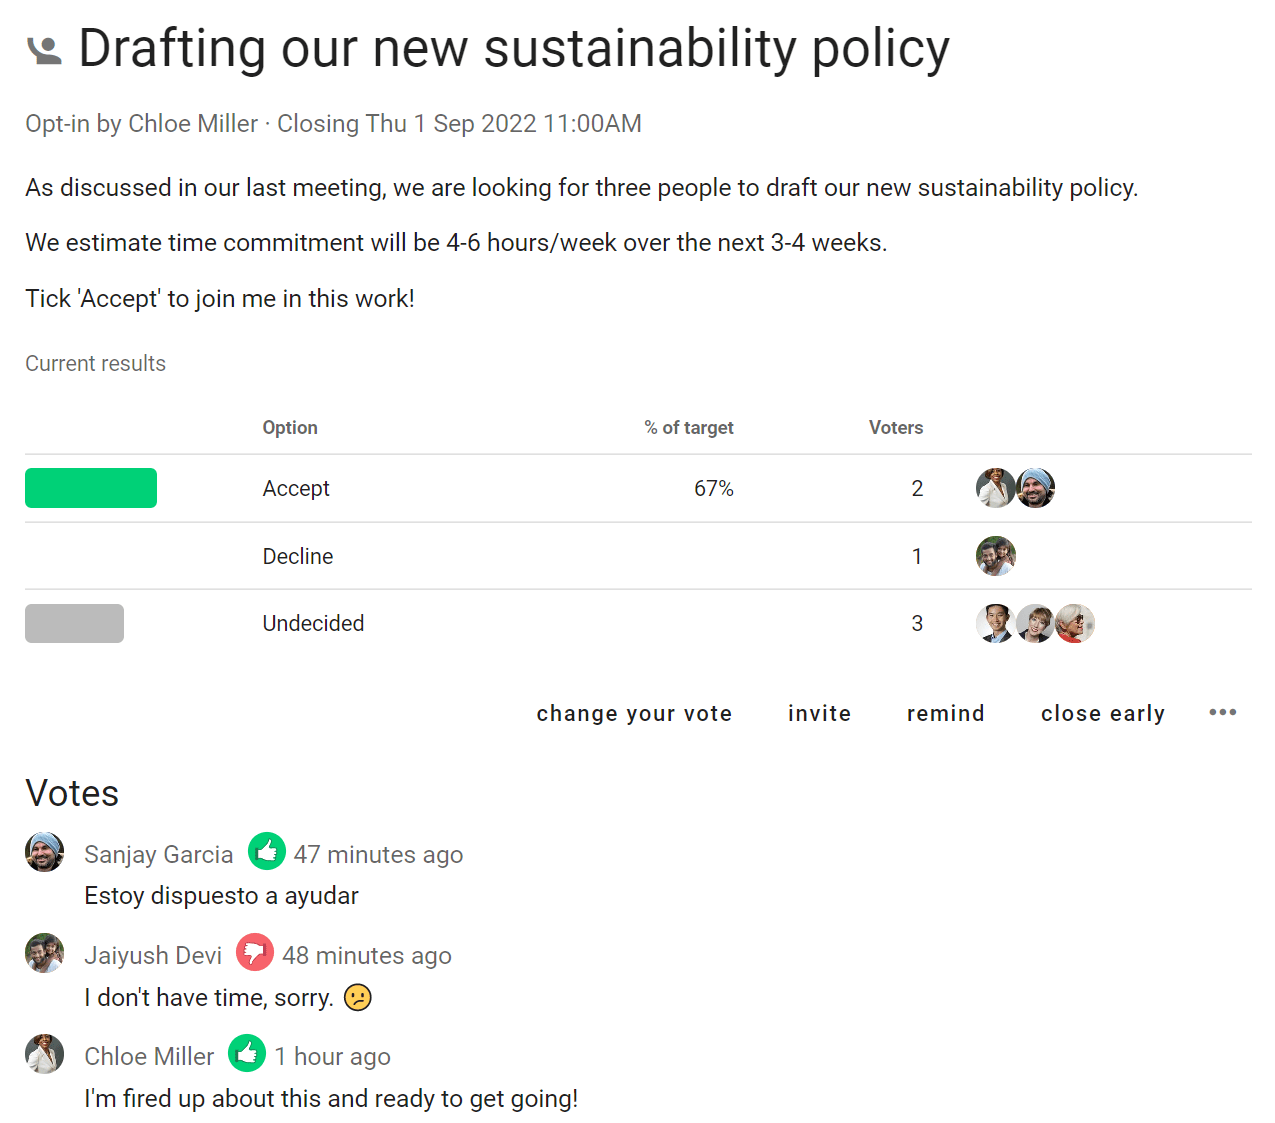 Drafting our new sustainability policy
Opt-in by Chloe Miller · Closing Thu 1 Sep 2022 11:00AM
As discussed in our last meeting, we are looking for three people to draft our new sustainability policy.
We estimate time commitment will be 4-6 hours/week over the next 3-4 weeks.
Tick 'Accept' to join me in this work!
Current results
Option % of target Voters
Accept 67% 2
Decline 1
Undecided 3
change your vote invite remind close early •••
Votes
Sanjay Garcia 47 minutes ago
Estoy dispuesto a ayudar
Jaiyush Devi 48 minutes ago
I don't have time, sorry. 😕
Chloe Miller 1 hour ago
I'm fired up about this and ready to get going!